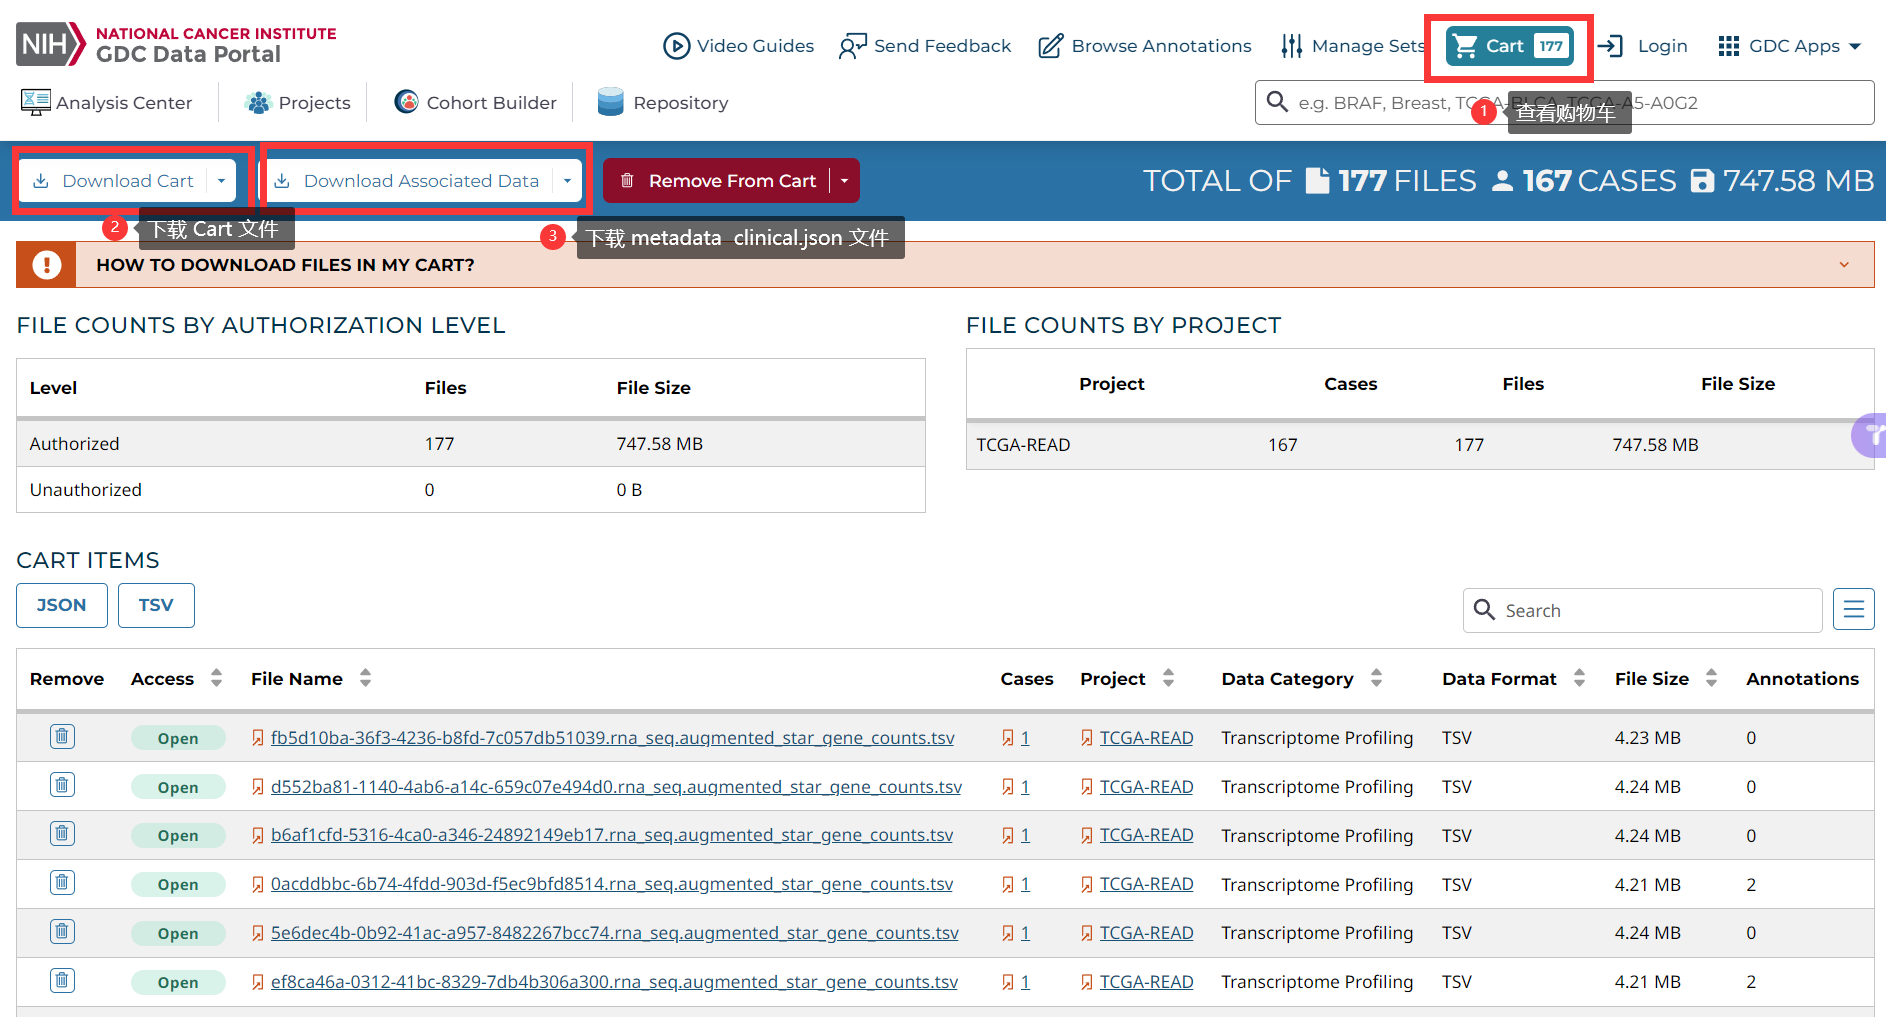 NIH NATIONAL CANCER INSTITUTE
GDC Data Portal
Video Guides Send Feedback Browse Annotations Manage Sets Cart 177 Login GDC Apps
Analysis Center Projects Cohort Builder Repository
e.g. BRAF, Breast, TCGA-BLCA, TCGA-A5-A0G2
1 查看购物车
Download Cart Download Associated Data Remove From Cart TOTAL OF 177 FILES 167 CASES 747.58 MB
2 下载 Cart 文件
3 下载 metadata clinical.json 文件
HOW TO DOWNLOAD FILES IN MY CART?
FILE COUNTS BY AUTHORIZATION LEVEL
Level Files File Size
Authorized 177 747.58 MB
Unauthorized 0 0 B
FILE COUNTS BY PROJECT
Project Cases Files File Size
TCGA-READ 167 177 747.58 MB
CART ITEMS
JSON TSV
Search
Remove Access File Name Cases Project Data Category Data Format File Size Annotations
Open fb5d10ba-36f3-4236-b8fd-7c057db51039.rna_seq.augmented_star_gene_counts.tsv 1 TCGA-READ Transcriptome Profiling TSV 4.23 MB 0
Open d552ba81-1140-4ab6-a14c-659c07e494d0.rna_seq.augmented_star_gene_counts.tsv 1 TCGA-READ Transcriptome Profiling TSV 4.24 MB 0
Open b6af1cfd-5316-4ca0-a346-24892149eb17.rna_seq.augmented_star_gene_counts.tsv 1 TCGA-READ Transcriptome Profiling TSV 4.24 MB 0
Open 0acddbbc-6b74-4fdd-903d-f5ec9bfd8514.rna_seq.augmented_star_gene_counts.tsv 1 TCGA-READ Transcriptome Profiling TSV 4.21 MB 2
Open 5e6dec4b-0b92-41ac-a957-8482267bcc74.rna_seq.augmented_star_gene_counts.tsv 1 TCGA-READ Transcriptome Profiling TSV 4.24 MB 0
Open ef8ca46a-0312-41bc-8329-7db4b306a300.rna_seq.augmented_star_gene_counts.tsv 1 TCGA-READ Transcriptome Profiling TSV 4.21 MB 2